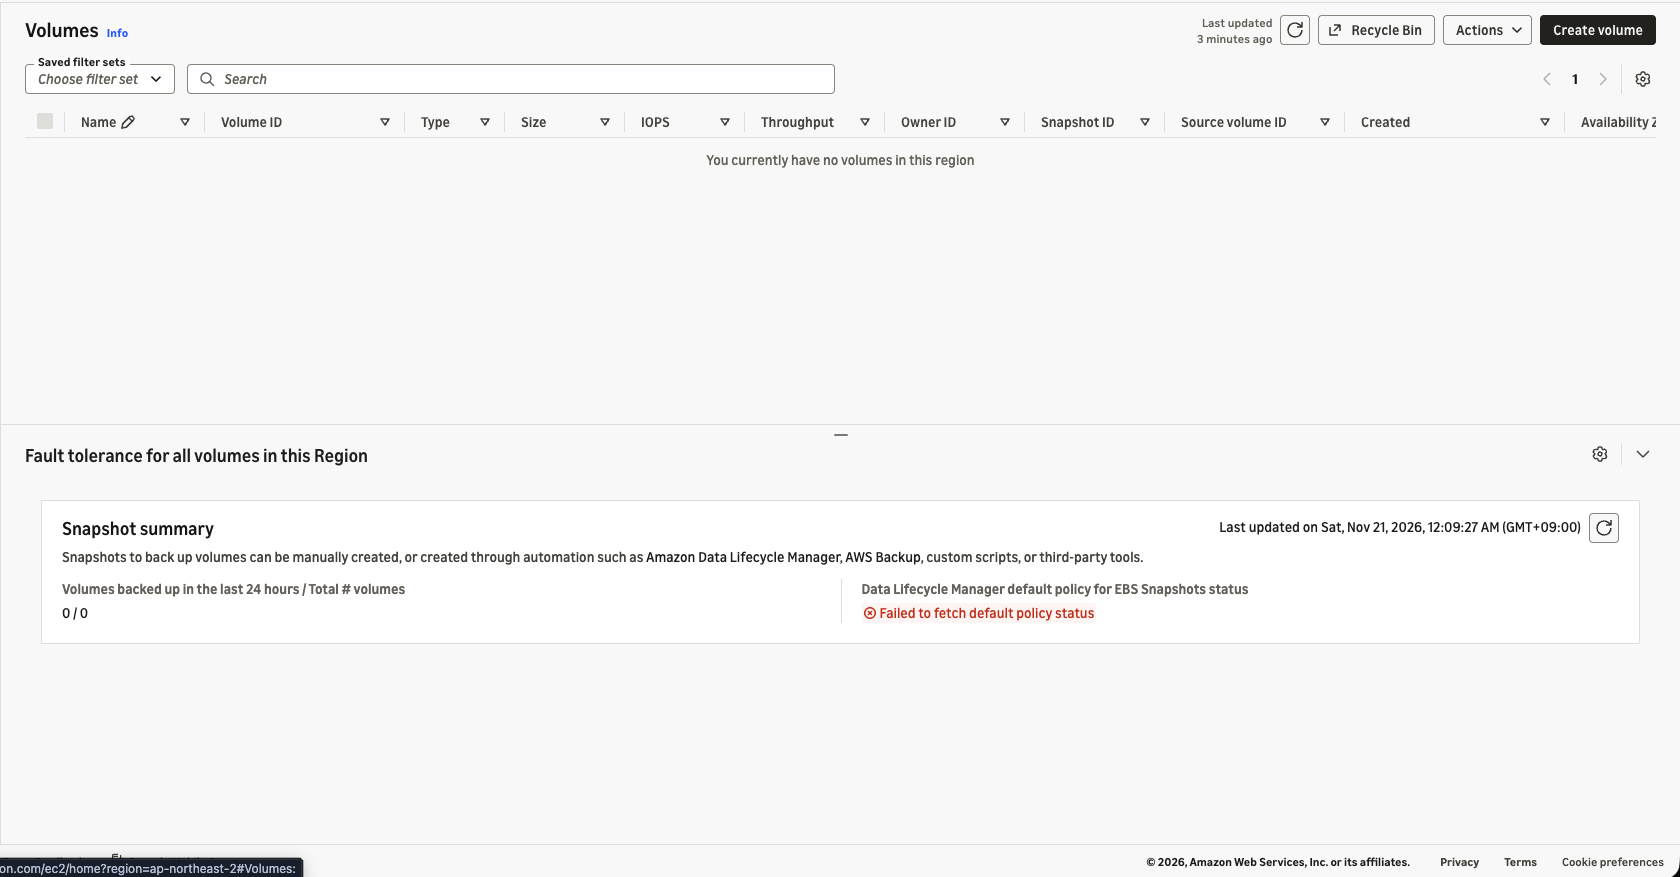 Volumes Info
Last updated
3 minutes ago
Recycle Bin
Actions
Create volume
Saved filter sets
Choose filter set
Search
1
Name
Volume ID
Type
Size
IOPS
Throughput
Owner ID
Snapshot ID
Source volume ID
Created
Availability Z
You currently have no volumes in this region
Fault tolerance for all volumes in this Region
Snapshot summary
Last updated on Sat, Nov 21, 2026, 12:09:27 AM (GMT+09:00)
Snapshots to back up volumes can be manually created, or created through automation such as Amazon Data Lifecycle Manager, AWS Backup, custom scripts, or third-party tools.
Volumes backed up in the last 24 hours / Total # volumes
0 / 0
Data Lifecycle Manager default policy for EBS Snapshots status
Failed to fetch default policy status
on.com/ec2/home?region=ap-northeast-2#Volumes:
© 2026, Amazon Web Services, Inc. or its affiliates.
Privacy
Terms
Cookie preferences